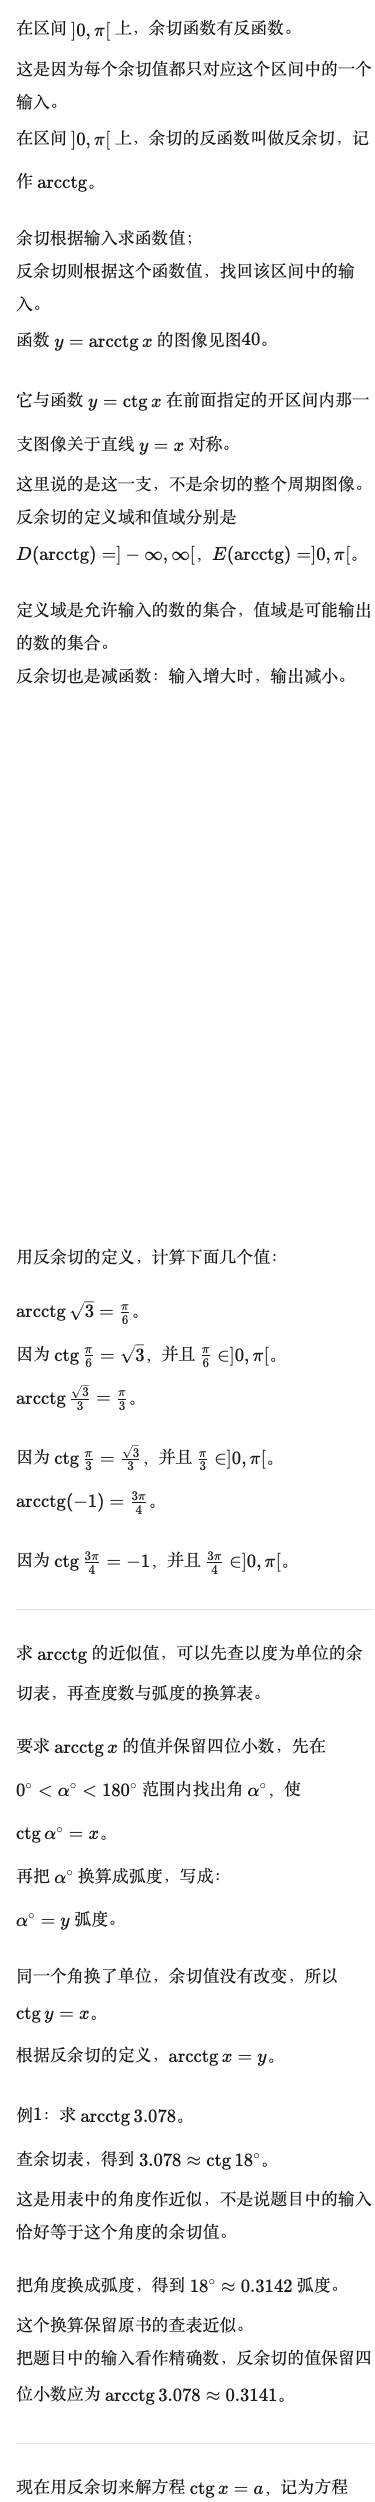 在区间 ]0, π[ 上，余切函数有反函数。
这是因为每个余切值都只对应这个区间中的一个
输入。
在区间 ]0, π[ 上，余切的反函数叫做反余切，记
作 arcctg。
余切根据输入求函数值；
反余切则根据这个函数值，找回该区间中的输
入。
函数 y = arcctg x 的图像见图40。
它与函数 y = ctg x 在前面指定的开区间内那一
支图像关于直线 y = x 对称。
这里说的是这一支，不是余切的整个周期图像。
反余切的定义域和值域分别是
D(arcctg) =] − ∞, ∞[，E(arcctg) =]0, π[。
定义域是允许输入的数的集合，值域是可能输出
的数的集合。
反余切也是减函数：输入增大时，输出减小。
用反余切的定义，计算下面几个值：
arcctg √3 = π/6。
因为 ctg π/6 = √3，并且 π/6 ∈]0, π[。
arcctg √3/3 = π/3。
因为 ctg π/3 = √3/3，并且 π/3 ∈]0, π[。
arcctg(−1) = 3π/4。
因为 ctg 3π/4 = −1，并且 3π/4 ∈]0, π[。
求 arcctg 的近似值，可以先查以度为单位的余
切表，再查度数与弧度的换算表。
要求 arcctg x 的值并保留四位小数，先在
0° < α° < 180° 范围内找出角 α°，使
ctg α° = x。
再把 α° 换算成弧度，写成：
α° = y 弧度。
同一个角换了单位，余切值没有改变，所以
ctg y = x。
根据反余切的定义，arcctg x = y。
例1：求 arcctg 3.078。
查余切表，得到 3.078 ≈ ctg 18°。
这是用表中的角度作近似，不是说题目中的输入
恰好等于这个角度的余切值。
把角度换成弧度，得到 18° ≈ 0.3142 弧度。
这个换算保留原书的查表近似。
把题目中的输入看作精确数，反余切的值保留四
位小数应为 arcctg 3.078 ≈ 0.3141。
现在用反余切来解方程 ctg x = a，记为方程